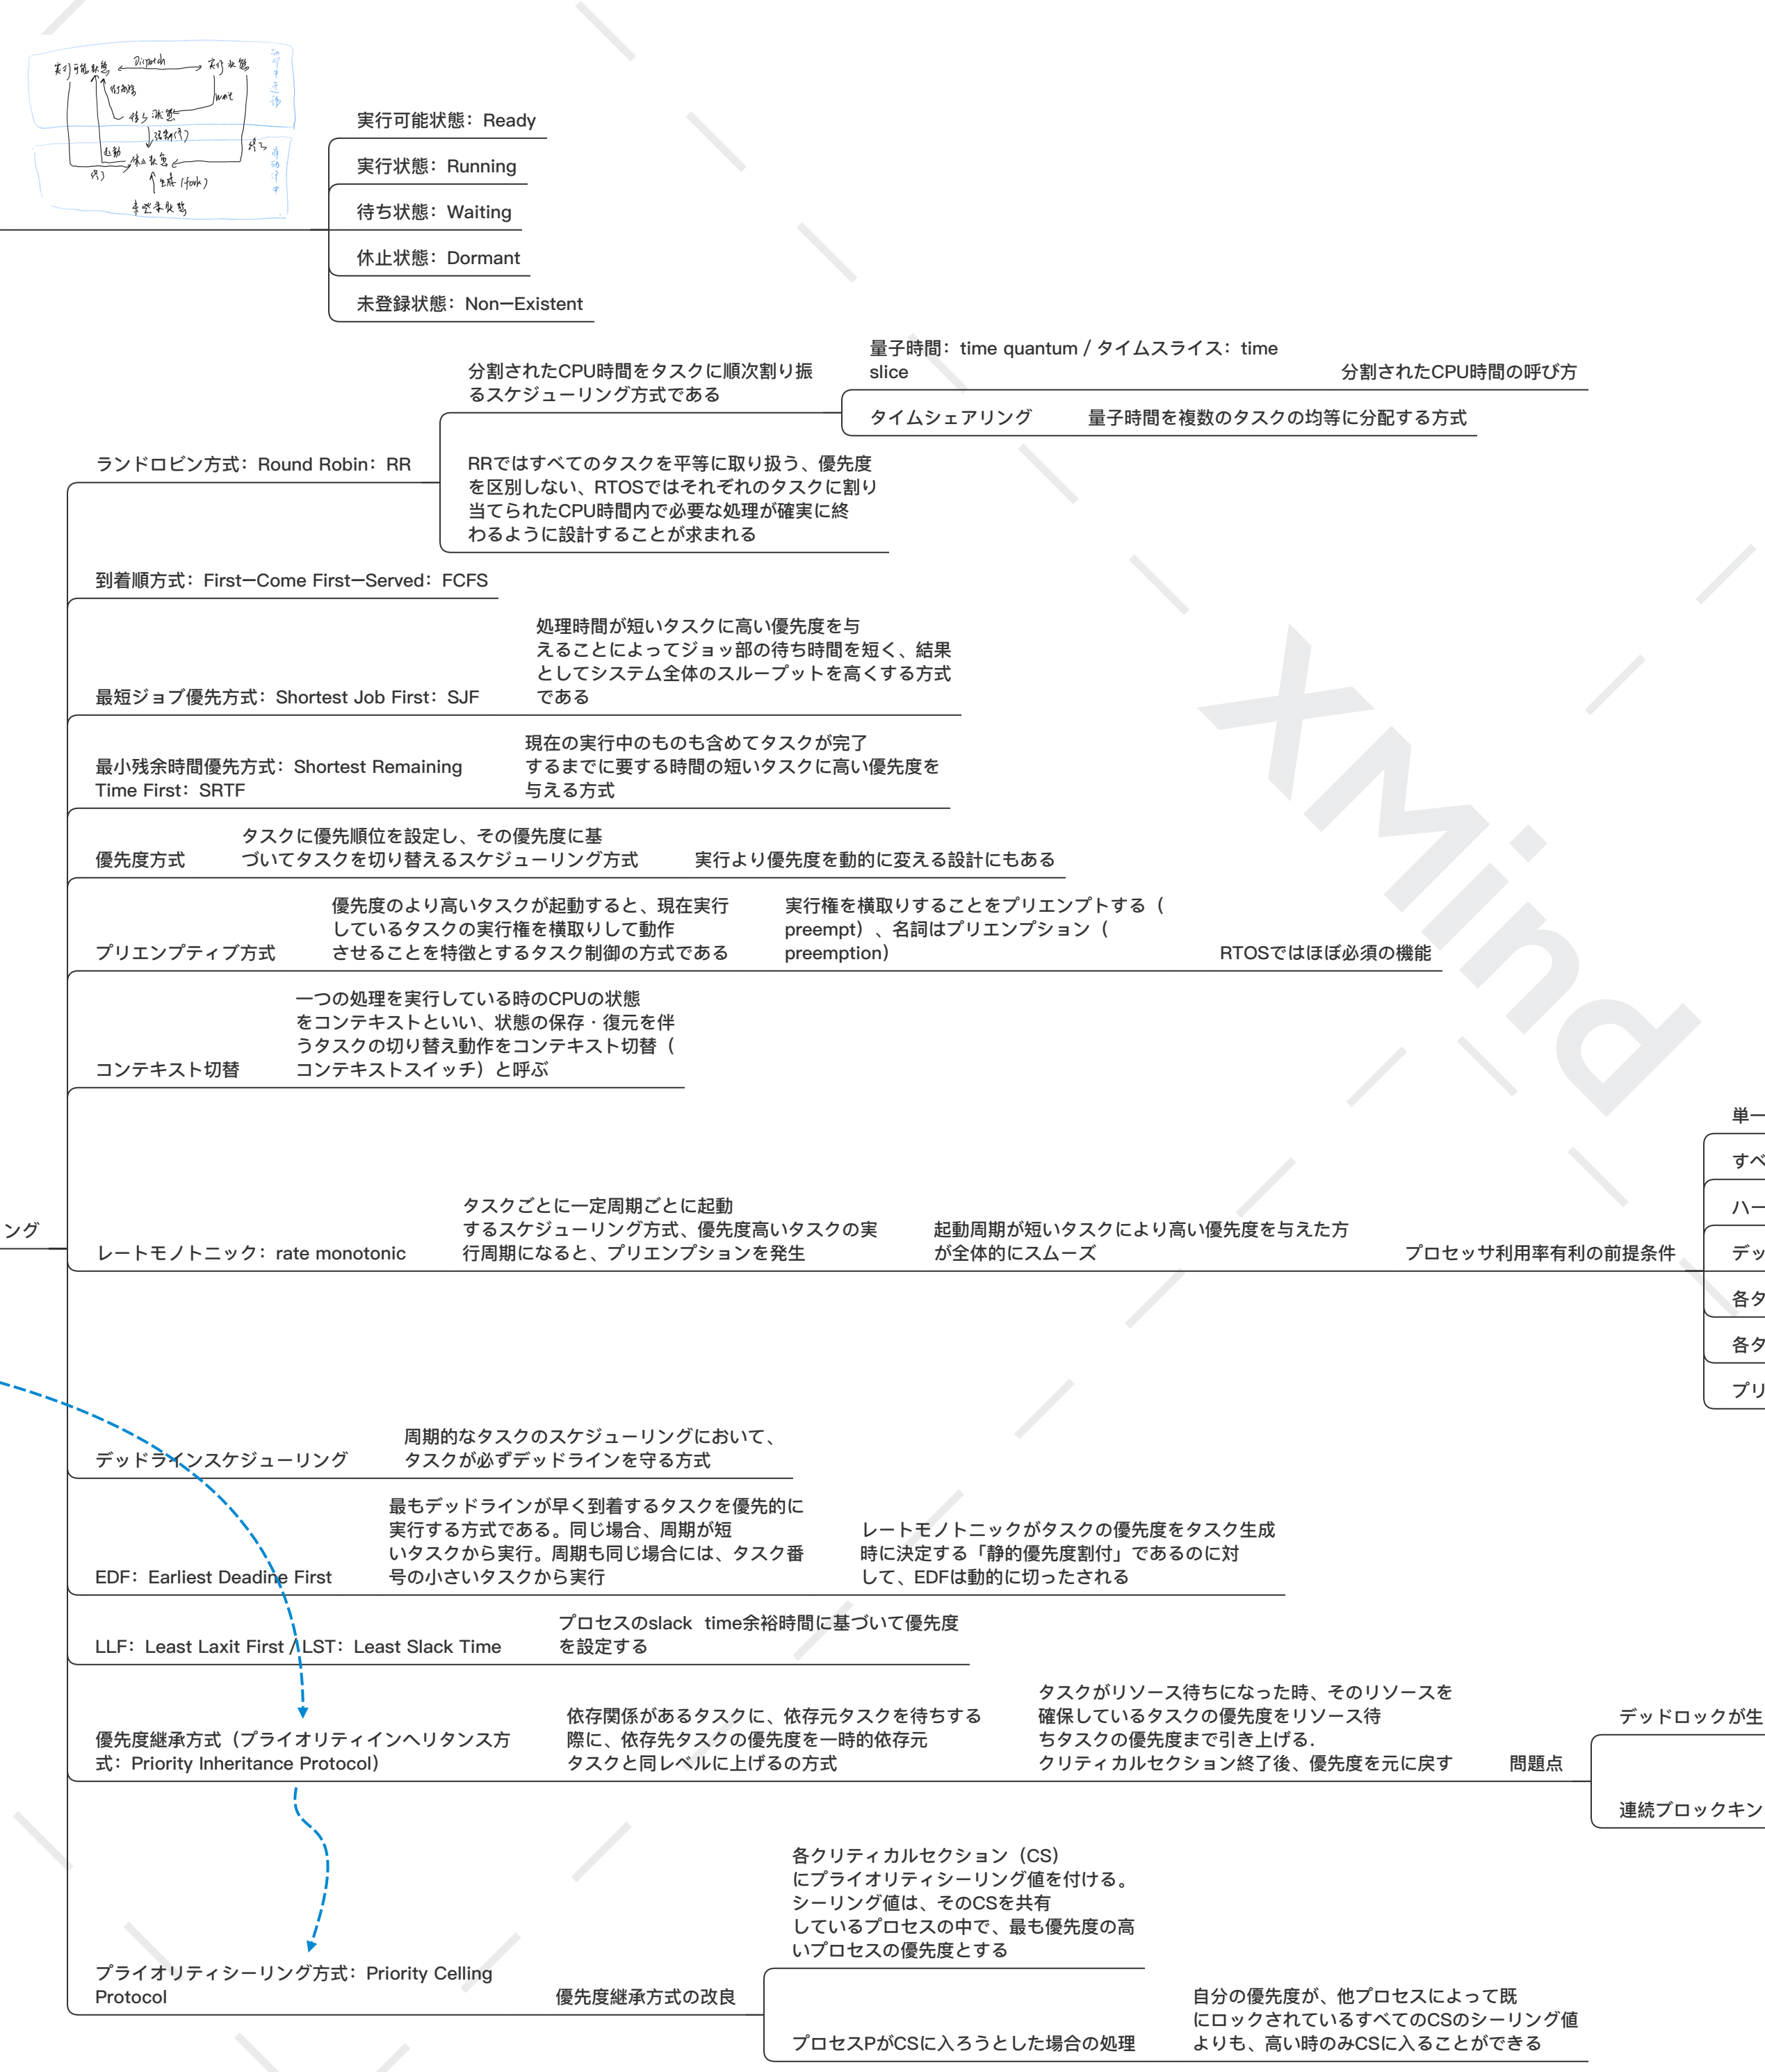 実行可能状態
Dispatch
実行状態
wait
待ち状態
起動
休止状態
終了
終了
生成 (fork)
実行可能状態：Ready
実行状態：Running
待ち状態：Waiting
休止状態：Dormant
未登録状態：Non—Existent
量子時間：time quantum / タイムスライス：time
slice
分割されたCPU時間の呼び方
分割されたCPU時間をタスクに順次割り振
るスケジューリング方式である
タイムシェアリング
量子時間を複数のタスクの均等に分配する方式
ランドロビン方式：Round Robin：RR
RRではすべてのタスクを平等に取り扱う、優先度
を区別しない、RTOSではそれぞれのタスクに割り
当てられたCPU時間内で必要な処理が確実に終
わるように設計することが求まれる
到着順方式：First—Come First—Served：FCFS
最短ジョブ優先方式：Shortest Job First：SJF
処理時間が短いタスクに高い優先度を与
えることによってジョッ部の待ち時間を短く、結果
としてシステム全体のスループットを高くする方式
である
最小残余時間優先方式：Shortest Remaining
Time First：SRTF
現在の実行中のものも含めてタスクが完了
するまでに要する時間の短いタスクに高い優先度を
与える方式
優先度方式
タスクに優先順位を設定し、その優先度に基
づいてタスクを切り替えるスケジューリング方式
実行より優先度を動的に変える設計にもある
プリエンプティブ方式
優先度のより高いタスクが起動すると、現在実行
しているタスクの実行権を横取りして動作
させることを特徴とするタスク制御の方式である
実行権を横取りすることをプリエンプトする（
preempt）、名詞はプリエンプション（
preemption）
RTOSではほぼ必須の機能
コンテキスト切替
一つの処理を実行している時のCPUの状態
をコンテキストといい、状態の保存・復元を伴
うタスクの切り替え動作をコンテキスト切替（
コンテキストスイッチ）と呼ぶ
ング
レートモノトニック：rate monotonic
タスクごとに一定周期ごとに起動
するスケジューリング方式、優先度高いタスクの実
行周期になると、プリエンプションを発生
起動周期が短いタスクにより高い優先度を与えた方
が全体的にスムーズ
プロセッサ利用率有利の前提条件
単一
すべ
ハー
デッ
各タ
各タ
プリ
デッドラインスケジューリング
周期的なタスクのスケジューリングにおいて、
タスクが必ずデッドラインを守る方式
EDF：Earliest Deadine First
最もデッドラインが早く到着するタスクを優先的に
実行する方式である。同じ場合、周期が短
いタスクから実行。周期も同じ場合には、タスク番
号の小さいタスクから実行
レートモノトニックがタスクの優先度をタスク生成
時に決定する「静的優先度割付」であるのに対
して、EDFは動的に切ったされる
LLF：Least Laxit First / LST：Least Slack Time
プロセスのslack time余裕時間に基づいて優先度
を設定する
優先度継承方式（プライオリティインヘリタンス方
式：Priority Inheritance Protocol）
依存関係があるタスクに、依存元タスクを待ちする
際に、依存先タスクの優先度を一時的依存元
タスクと同レベルに上げるの方式
タスクがリソース待ちになった時、そのリソースを
確保しているタスクの優先度をリソース待
ちタスクの優先度まで引き上げる.
クリティカルセクション終了後、優先度を元に戻す
問題点
デッドロックが生
連続ブロックキン
プライオリティシーリング方式：Priority Celling
Protocol
優先度継承方式の改良
各クリティカルセクション（CS）
にプライオリティシーリング値を付ける。
シーリング値は、そのCSを共有
しているプロセスの中で、最も優先度の高
いプロセスの優先度とする
プロセスPがCSに入ろうとした場合の処理
自分の優先度が、他プロセスによって既
にロックされているすべてのCSのシーリング値
よりも、高い時のみCSに入ることができる
XMind